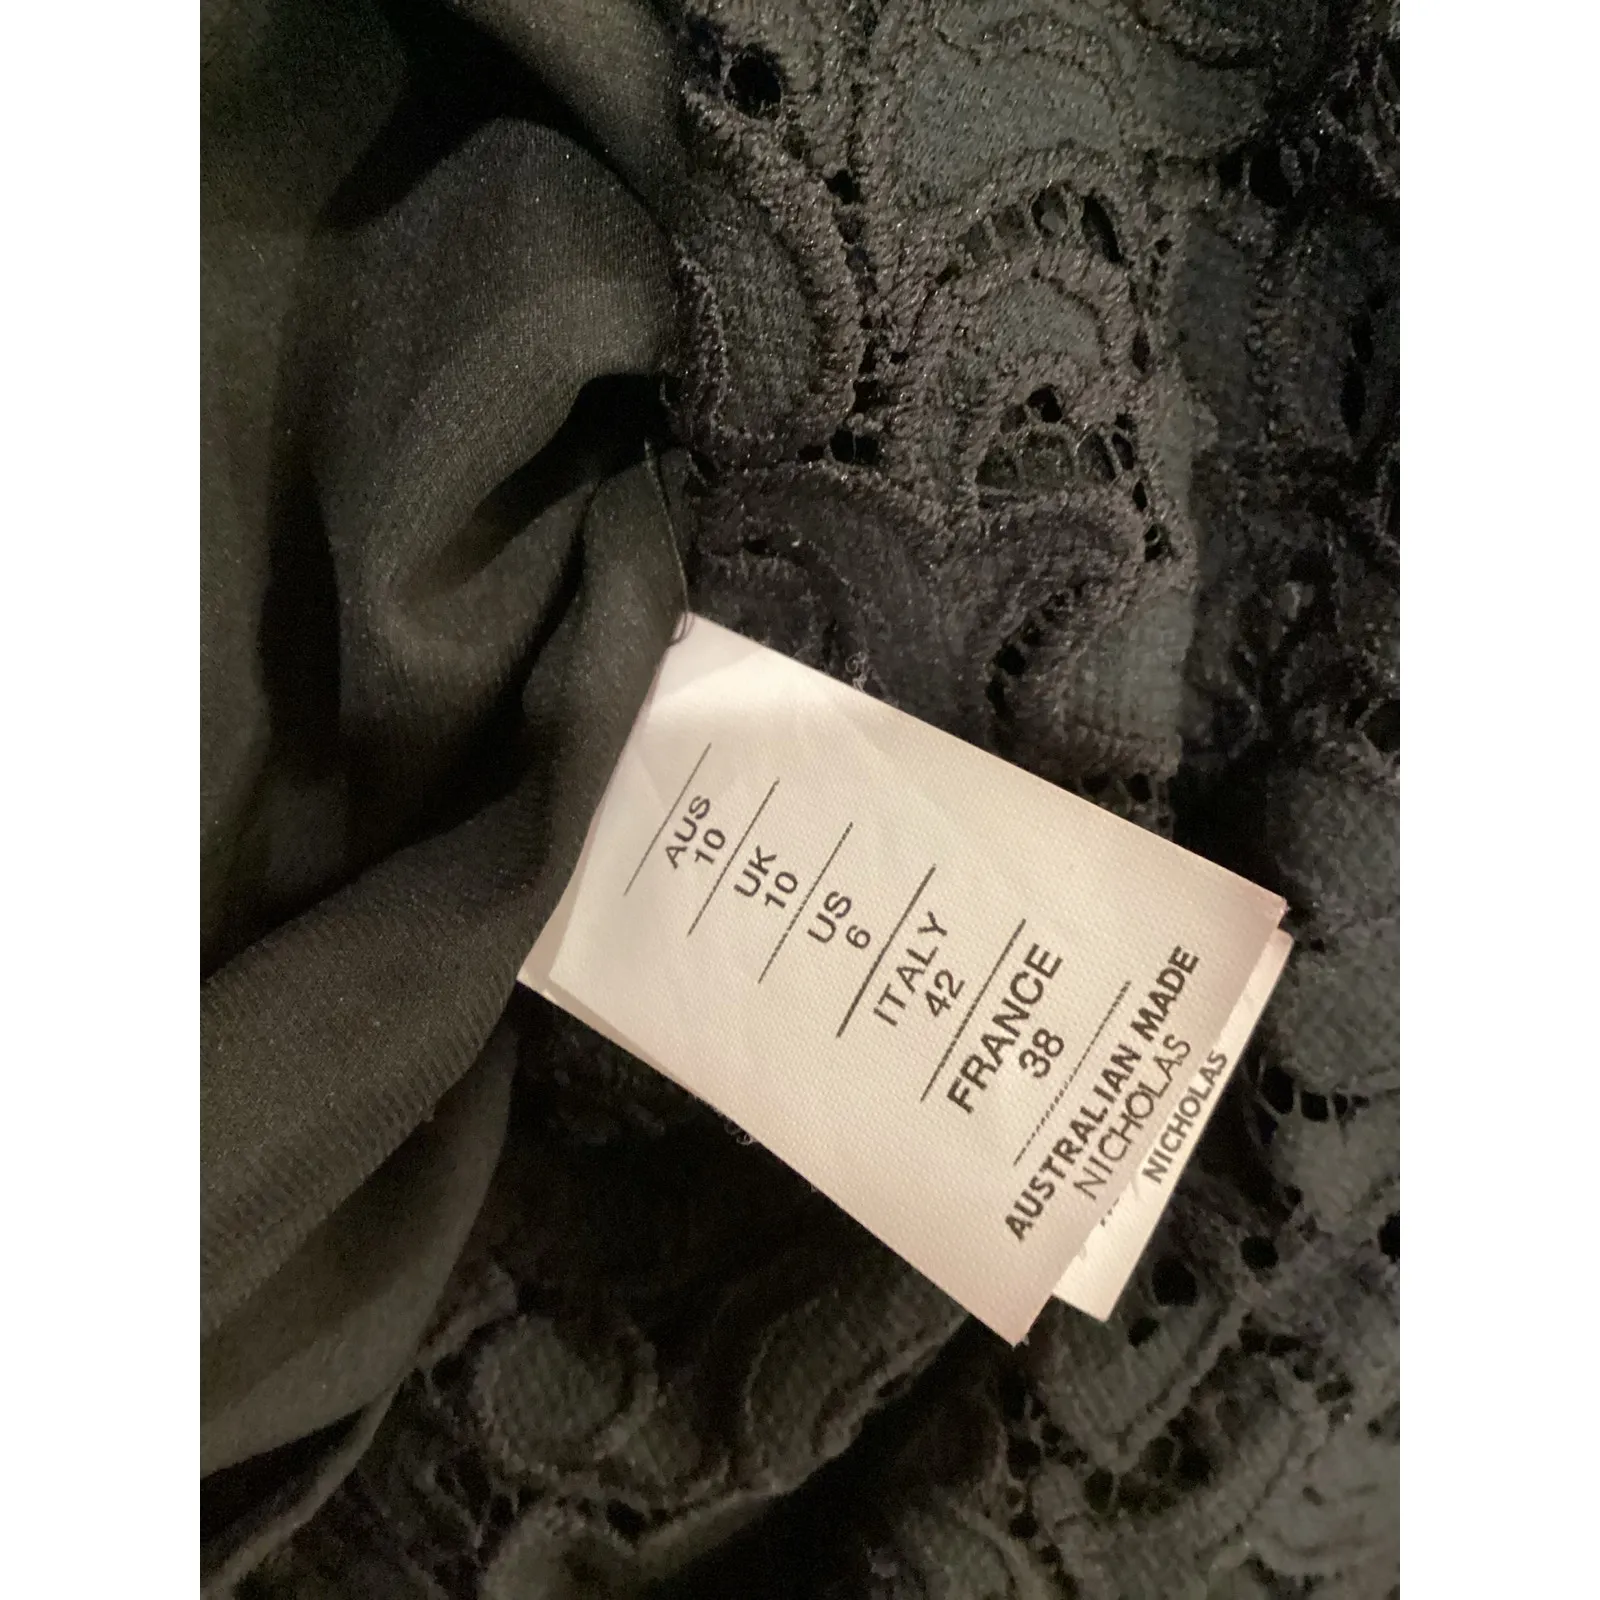 AUS
10
UK
10
US
6
ITALY
42
FRANCE
38
AUSTRALIAN MADE
NICHOLAS
NICHOLAS